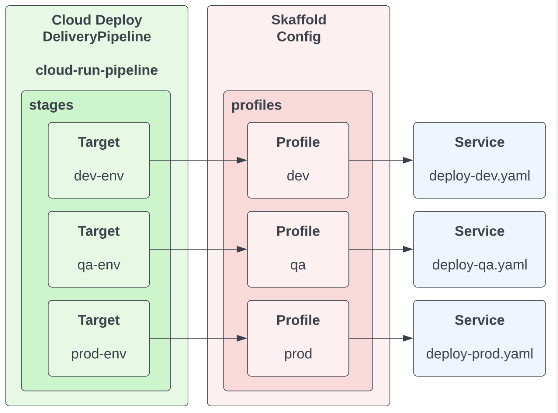 Cloud Deploy
DeliveryPipeline
cloud-run-pipeline
stages
Target
dev-env
Target
qa-env
Target
prod-env
Skaffold
Config
profiles
Profile
dev
Profile
qa
Profile
prod
Service
deploy-dev.yaml
Service
deploy-qa.yaml
Service
deploy-prod.yaml